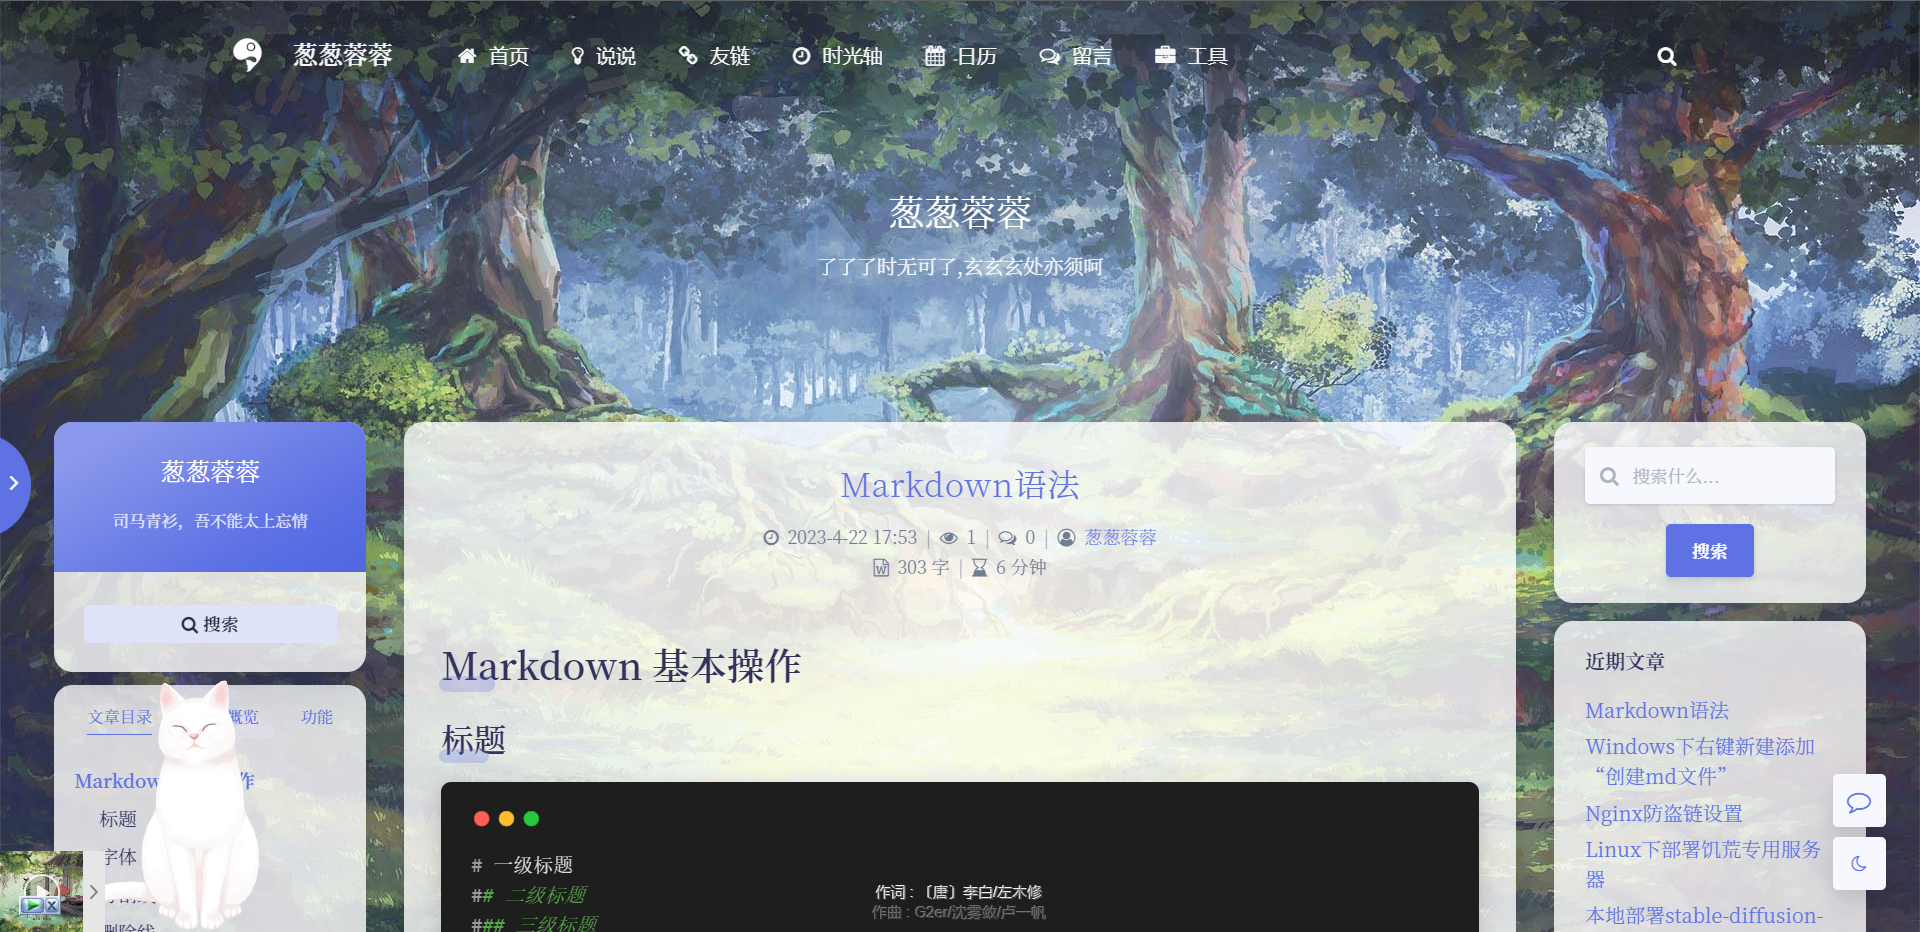 葱葱蓉蓉
首页
说说
友链
时光轴
日历
留言
工具
葱葱蓉蓉
了了了时无可了,玄玄玄处亦须呵
葱葱蓉蓉
司马青衫，吾不能太上忘情
搜索
文章目录
概览
功能
标题
字体
删除线
Markdown语法
2023-4-22 17:53 | 1 | 0 | 葱葱蓉蓉
303 字 | 6 分钟
Markdown 基本操作
标题
# 一级标题
## 二级标题
### 三级标题
作词 : 〔唐〕李白/左木修
作曲 : G2er/沈雾敛/卢一帆
搜索什么...
搜索
近期文章
Markdown语法
Windows下右键新建添加
“创建md文件”
Nginx防盗链设置
Linux下部署饥荒专用服务
器
本地部署stable-diffusion-